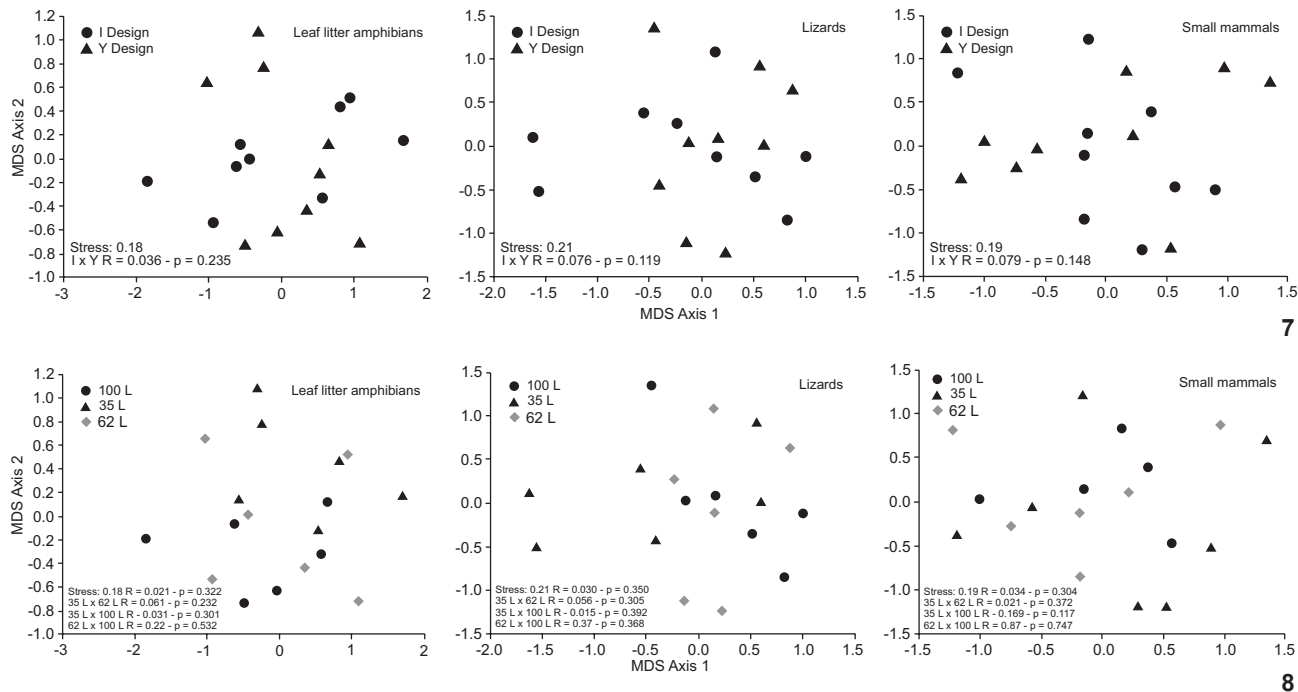 I Design
Y Design
Leaf litter amphibians
MDS Axis 2
1.2
1.0
0.8
0.6
0.4
0.2
0.0
-0.2
-0.4
-0.6
-0.8
-1.0
Stress: 0.18
I x Y R = 0.036 - p = 0.235
-3 -2 -1 0 1 2
I Design
Y Design
Lizards
1.5
1.0
0.5
0.0
-0.5
-1.0
-1.5
Stress: 0.21
I x Y R = 0.076 - p = 0.119
-2.0 -1.5 -1.0 -0.5 0.0 0.5 1.0 1.5
MDS Axis 1
I Design
Y Design
Small mammals
1.5
1.0
0.5
0.0
-0.5
-1.0
-1.5
Stress: 0.19
I x Y R = 0.079 - p = 0.148
-1.5 -1.0 -0.5 0.0 0.5 1.0 1.5
7
100 L
35 L
62 L
Leaf litter amphibians
MDS Axis 2
1.2
1.0
0.8
0.6
0.4
0.2
0.0
-0.2
-0.4
-0.6
-0.8
-1.0
Stress: 0.18 R = 0.021 - p = 0.322
35 L x 62 L R = 0.061 - p = 0.232
35 L x 100 L R - 0.031 - p = 0.301
62 L x 100 L R = 0.22 - p = 0.532
-3 -2 -1 0 1 2
100 L
35 L
62 L
Lizards
1.5
1.0
0.5
0.0
-0.5
-1.0
-1.5
Stress: 0.21 R = 0.030 - p = 0.350
35 L x 62 L R = 0.056 - p = 0.305
35 L x 100 L R - 0.015 - p = 0.392
62 L x 100 L R = 0.37 - p = 0.368
-2.0 -1.5 -1.0 -0.5 0.0 0.5 1.0 1.5
MDS Axis 1
100 L
35 L
62 L
Small mammals
1.5
1.0
0.5
0.0
-0.5
-1.0
-1.5
Stress: 0.19 R = 0.034 - p = 0.304
35 L x 62 L R = 0.021 - p = 0.372
35 L x 100 L R - 0.169 - p = 0.117
62 L x 100 L R = 0.87 - p = 0.747
-1.5 -1.0 -0.5 0.0 0.5 1.0 1.5
8